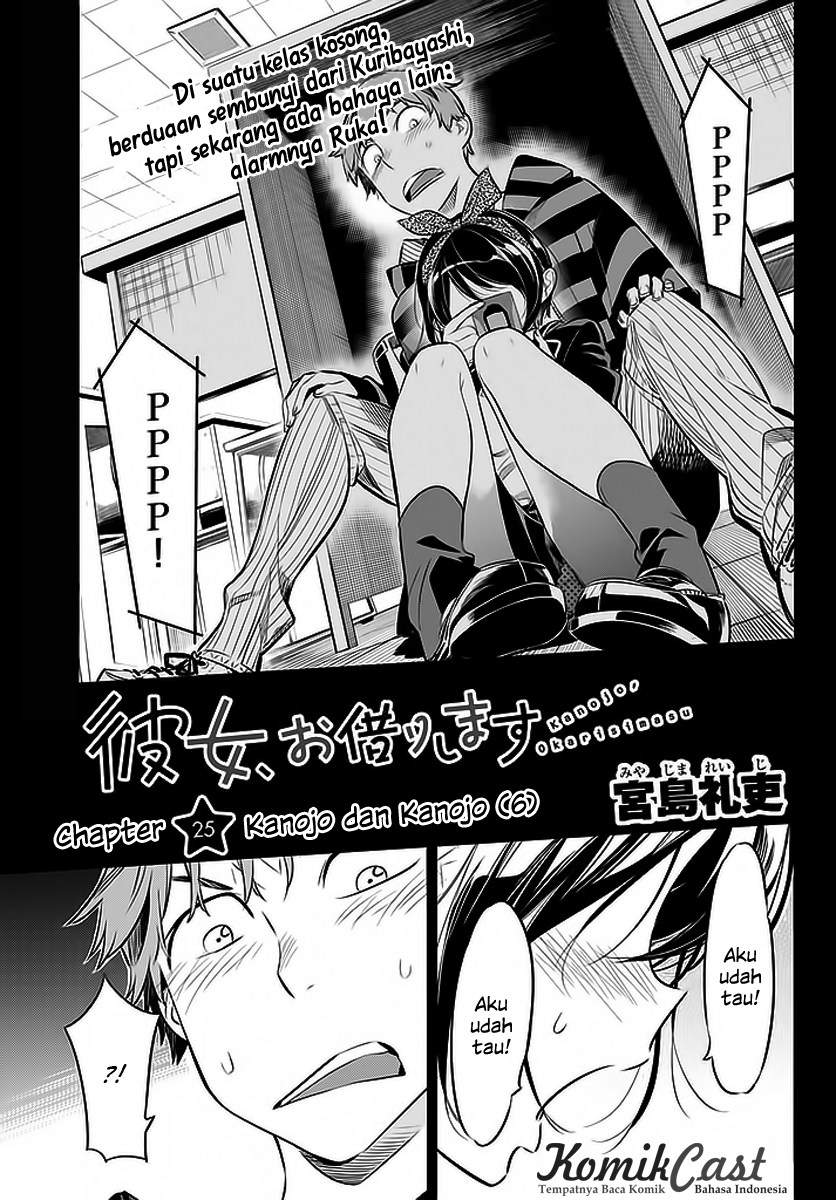 Di suatu kelas kosong,
berduaan sembunyi dari Kuribayashi,
tapi sekarang ada bahaya lain:
alarmnya Ruka!
PPPP
PPPP!
彼女、お借りします
Kanojo,
Okarisimasu
みやじまれいじ
宮島礼吏
Chapter 25 Kanojo dan Kanojo (6)
Aku
udah
tau!
Aku
udah
tau!
?!
KomikCast
Tempatnya Baca Komik Bahasa Indonesia